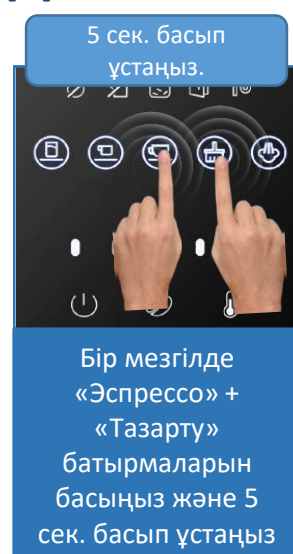 5 сек. басып
ұстаңыз.
Бір мезгілде
«Эспрессо» +
«Тазарту»
батырмаларын
басыңыз және 5
сек. басып ұстаңыз